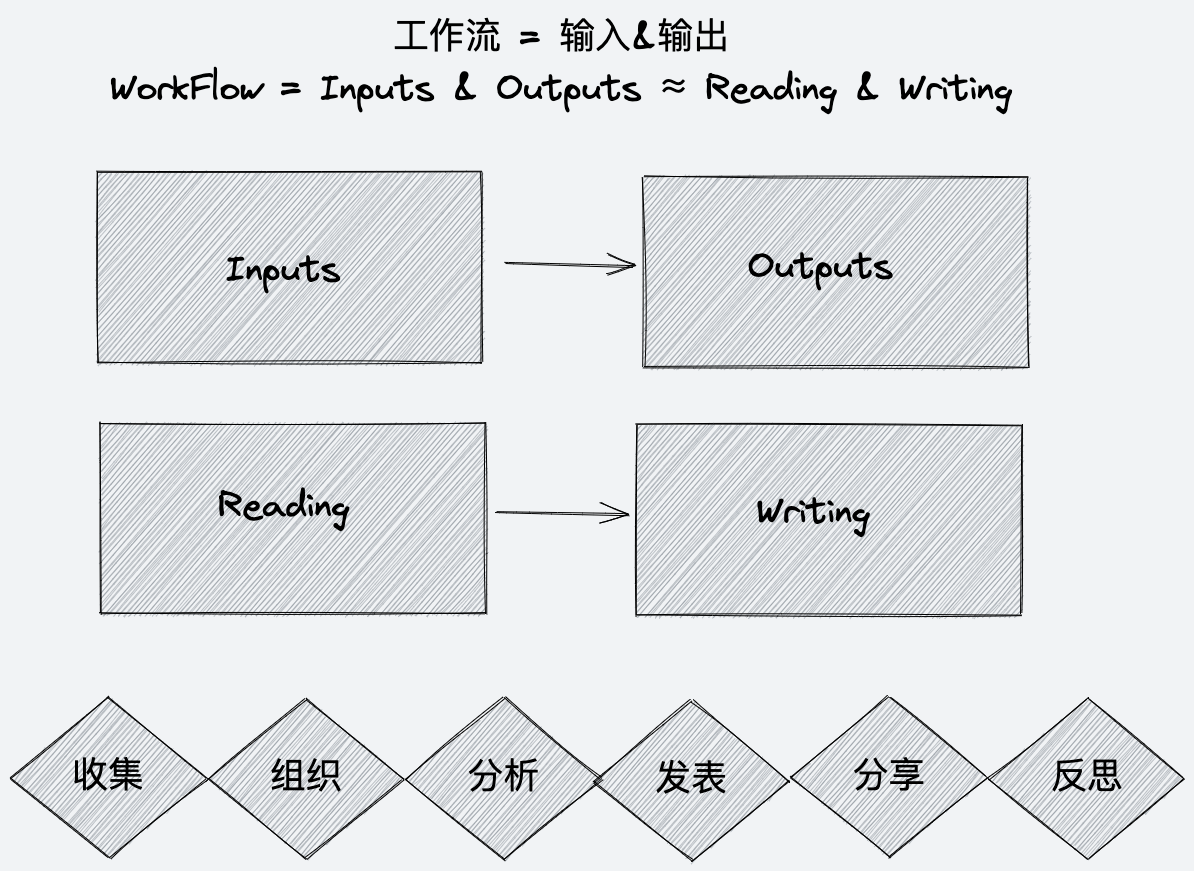 工作流 = 输入&输出
WorkFlow = Inputs & Outputs ≈ Reading & Writing
Inputs
Outputs
Reading
Writing
收集
组织
分析
发表
分享
反思